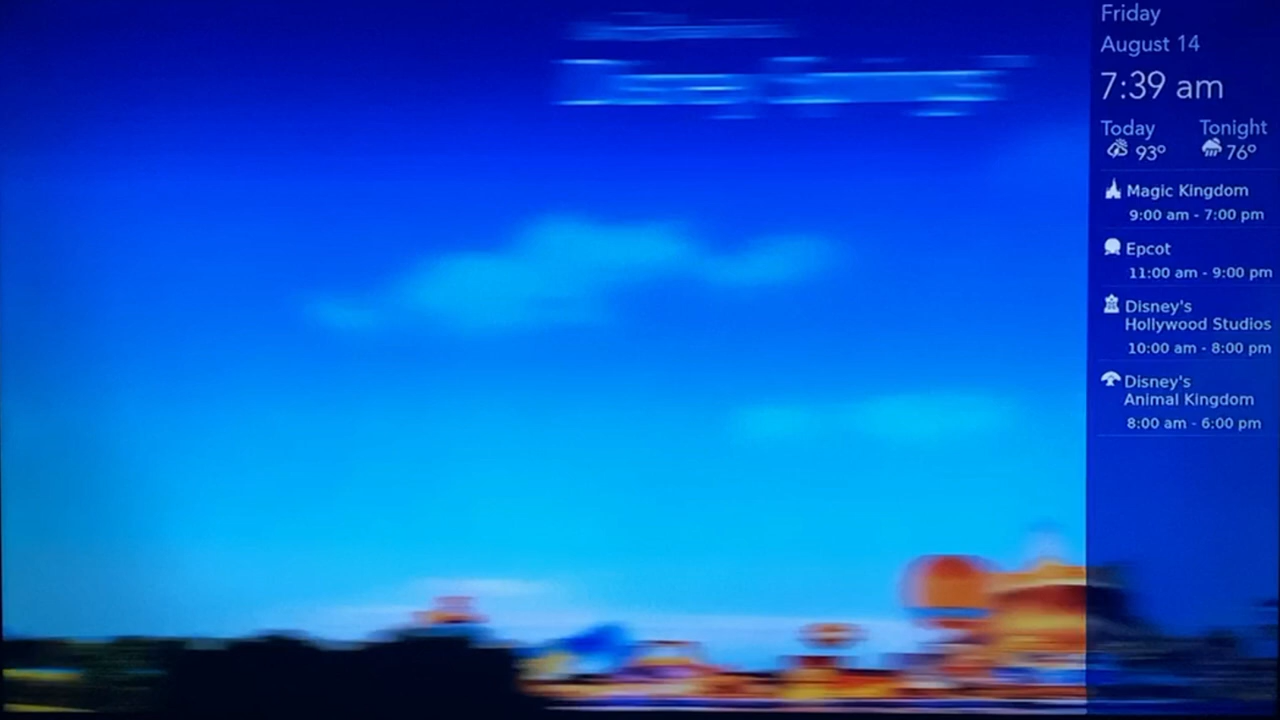 Friday
August 14
7:39 am
Today Tonight
93° 76°
Magic Kingdom
9:00 am - 7:00 pm
Epcot
11:00 am - 9:00 pm
Disney's
Hollywood Studios
10:00 am - 8:00 pm
Disney's
Animal Kingdom
8:00 am - 6:00 pm